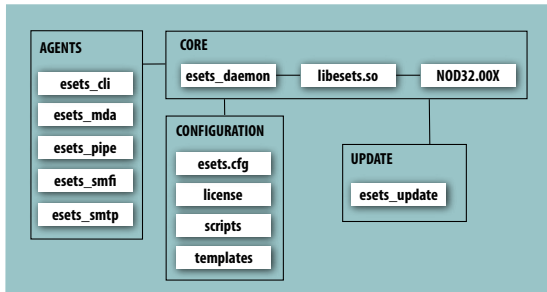 AGENTS
esets_cli
esets_mda
esets_pipe
esets_smfi
esets_smtp
CORE
esets_daemon
libesets.so
NOD32.00X
CONFIGURATION
esets.cfg
license
scripts
templates
UPDATE
esets_update